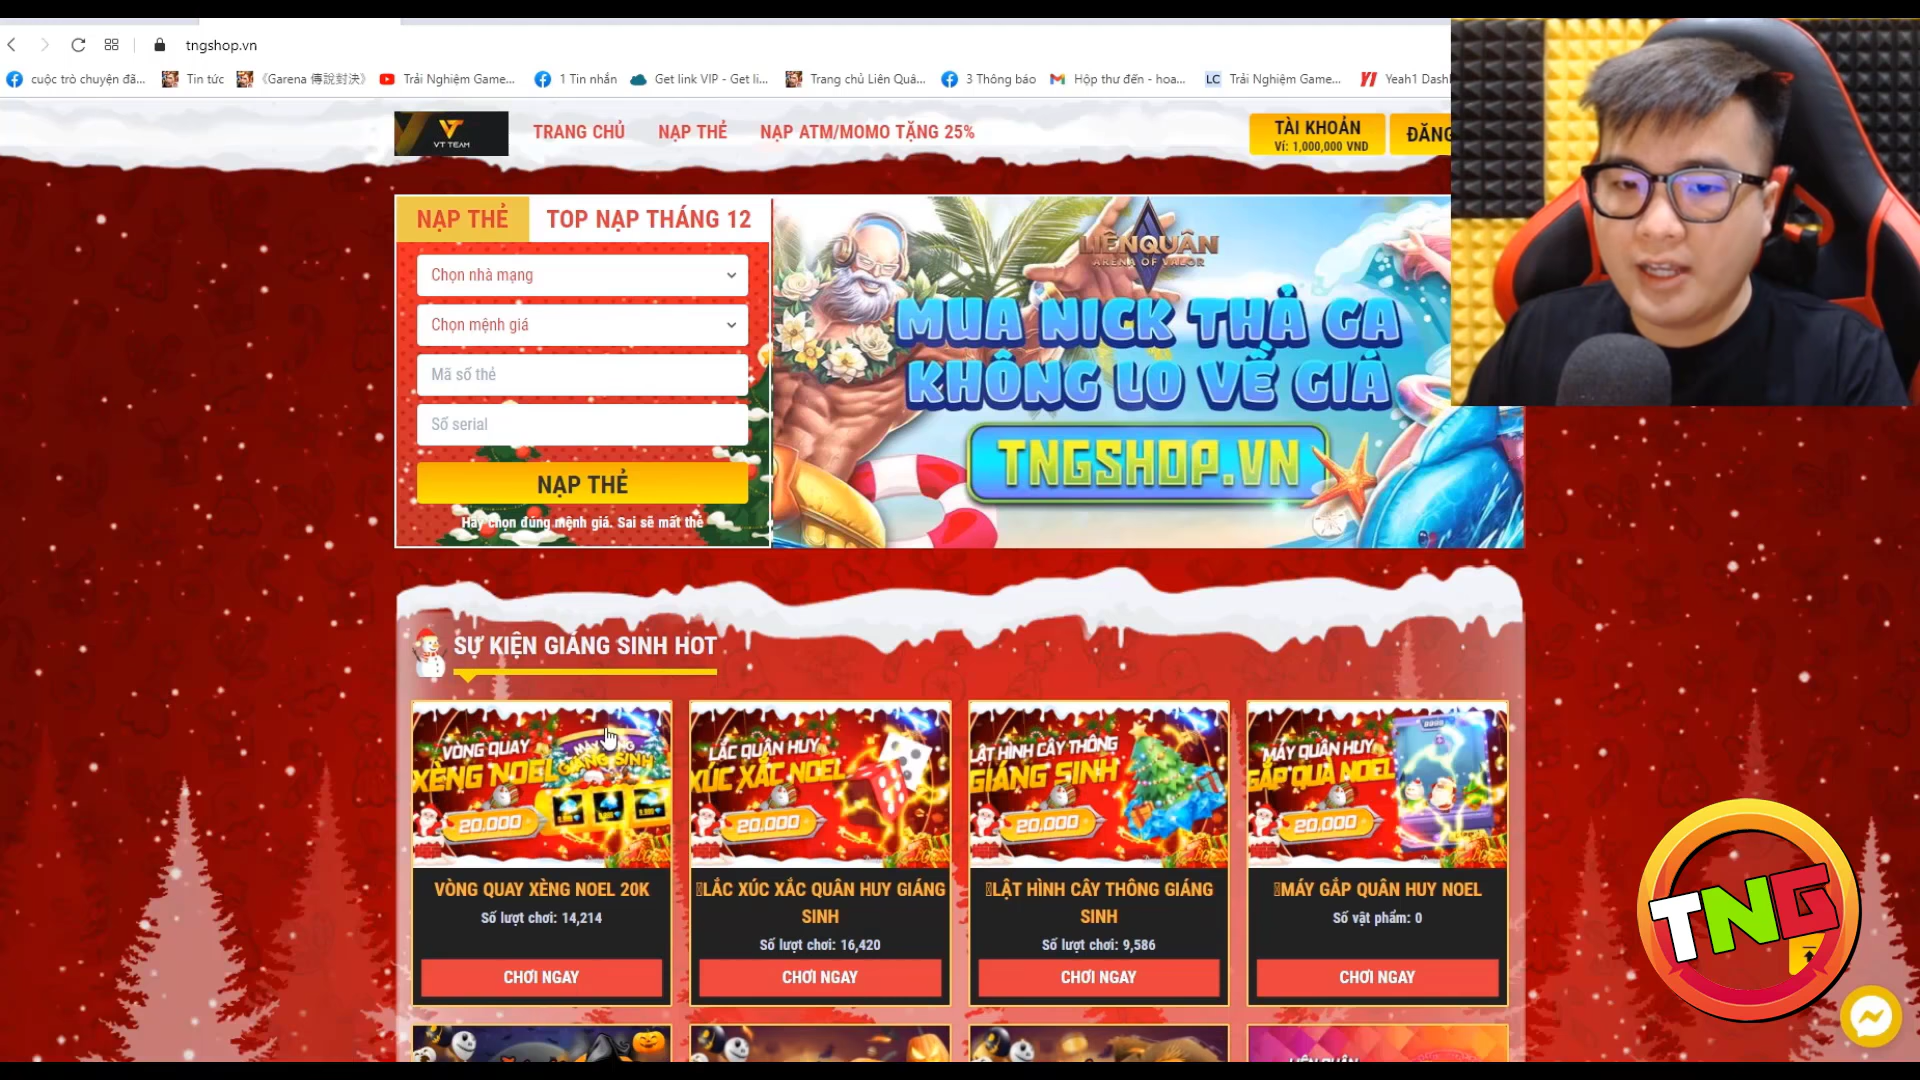 tngshop.vn
cuộc trò chuyện đã...
Tin tức
《Garena 傳說對決》
Trải Nghiệm Game...
1 Tin nhắn
Get link VIP - Get li...
Trang chủ Liên Quâ...
3 Thông báo
Hộp thư đến - hoa...
LC
Trải Nghiệm Game...
Yeah1 Dash
VT TEAM
TRANG CHỦ
NẠP THẺ
NẠP ATM/MOMO TẶNG 25%
TÀI KHOẢN
Ví: 1,000,000 VND
ĐĂNG
NẠP THẺ
TOP NẠP THÁNG 12
Chọn nhà mạng
Chọn mệnh giá
Mã số thẻ
Số serial
NẠP THẺ
Hãy chọn đúng mệnh giá. Sai sẽ mất thẻ
LIÊNQUÂN
ARENA OF VALOR
MUA NICK THẢ GA
KHÔNG LO VỀ GIÁ
TNGSHOP.VN
SỰ KIỆN GIÁNG SINH HOT
VÒNG QUAY
XÈNG NOEL
GIÁNG SINH
20.000
VÒNG QUAY XÈNG NOEL 20K
Số lượt chơi: 14,214
CHƠI NGAY
LẮC QUÂN HUY
XÚC XẮC NOEL
20.000
LẮC XÚC XẮC QUÂN HUY GIÁNG
SINH
Số lượt chơi: 16,420
CHƠI NGAY
LẬT HÌNH CÂY THÔNG
GIÁNG SINH
20.000
LẬT HÌNH CÂY THÔNG GIÁNG
SINH
Số lượt chơi: 9,586
CHƠI NGAY
MÁY QUÂN HUY
GẮP QUÀ NOEL
20.000
MÁY GẮP QUÂN HUY NOEL
Số vật phẩm: 0
CHƠI NGAY
TNG